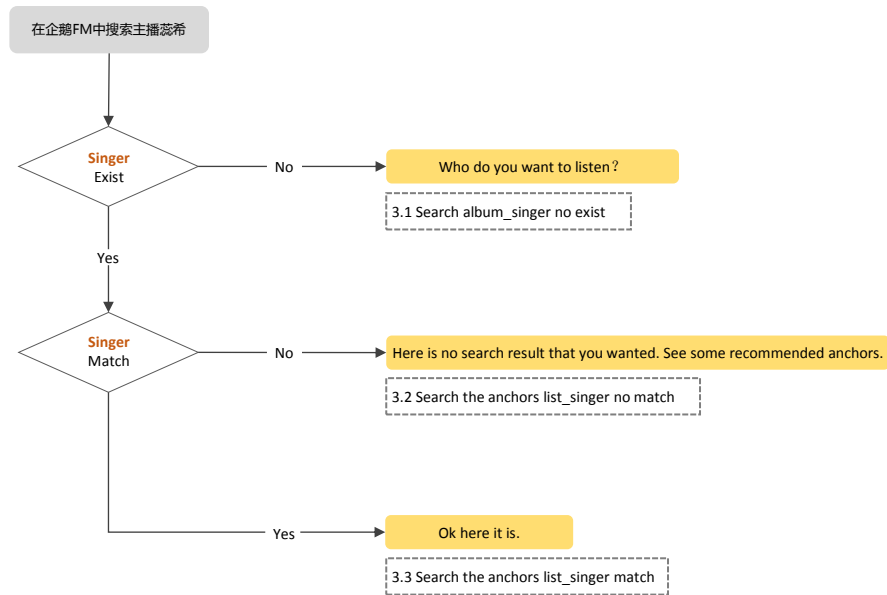 在企鹅FM中搜索主播蕊希
Singer
Exist
No
Who do you want to listen？
3.1 Search album_singer no exist
Yes
Singer
Match
No
Here is no search result that you wanted. See some recommended anchors.
3.2 Search the anchors list_singer no match
Yes
Ok here it is.
3.3 Search the anchors list_singer match